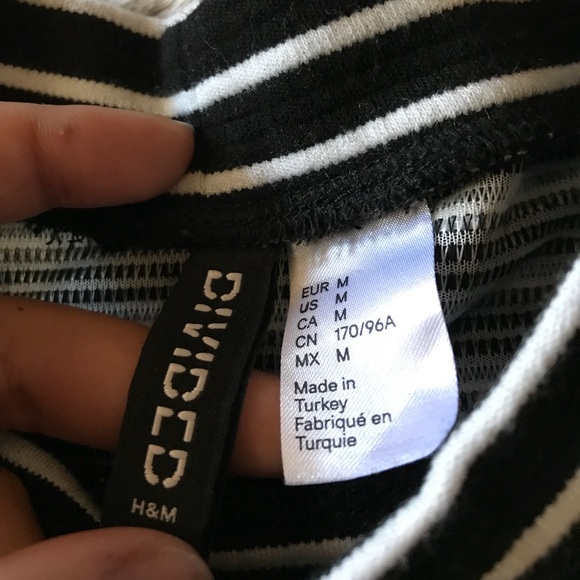 DIVIDED
H&M
EUR M
US M
CA M
CN 170/96A
MX M
Made in
Turkey
Fabriqué en
Turquie